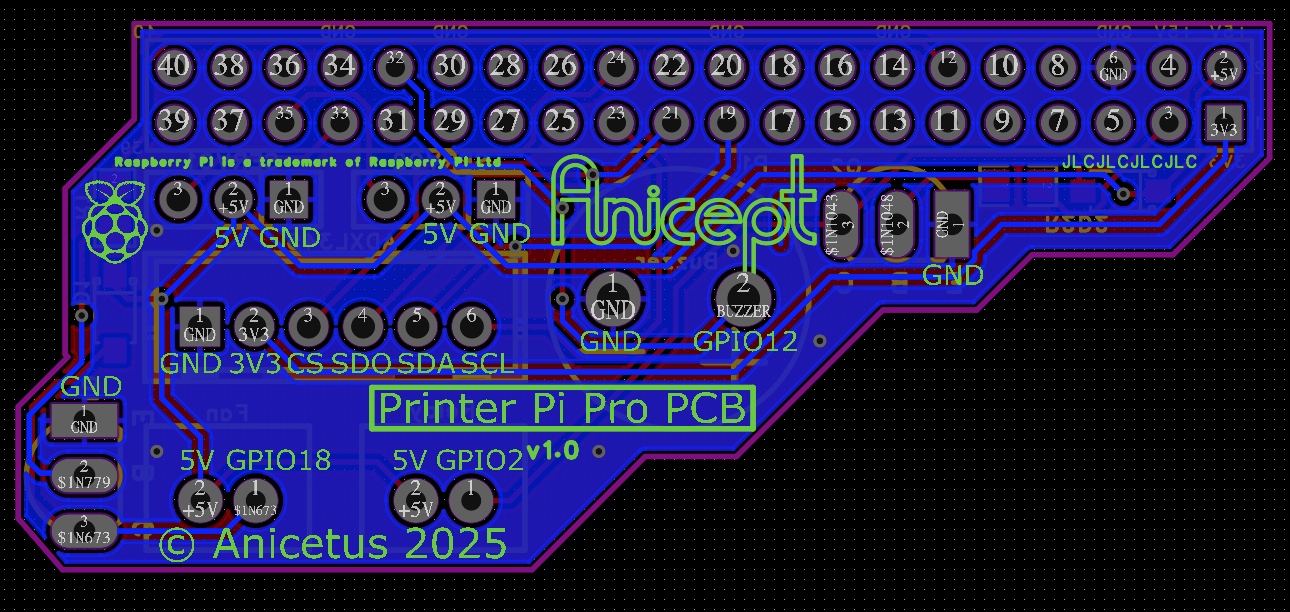 40 38 36 34 32 30 28 26 24 22 20 18 16 14 12 10 8 6 GND 4 2 +5V
39 37 35 33 31 29 27 25 23 21 19 17 15 13 11 9 7 5 3 1 3V3
Raspberry Pi is a trademark of Raspberry Pi Ltd
JLCJLCJLCJLC
3 2 +5V 1 GND 3 2 +5V 1 GND
Anicept
$1N1043 3 $1N1048 2 GND 1
5V GND 5V GND
GND
1 GND 2 BUZZER
GND GPIO12
1 GND 2 3V3 3 4 5 6
GND 3V3 CS SDO SDA SCL
GND
1 GND
Printer Pi Pro PCB
v1.0
2 $1N779
5V GPIO18 5V GPIO2
2 +5V 1 $1N673 2 +5V 1
3 $1N673
© Anicetus 2025